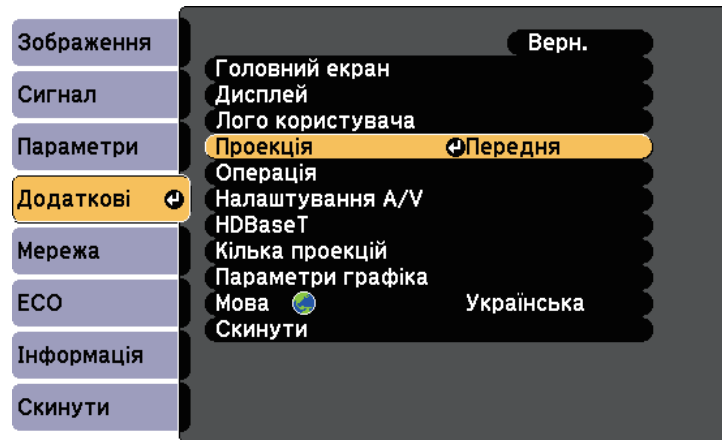 Зображення
Сигнал
Параметри
Додаткові
Мережа
ECO
Інформація
Скинути
Верн.
Головний екран
Дисплей
Лого користувача
Проекція Передня
Операція
Налаштування A/V
HDBaseT
Кілька проекцій
Параметри графіка
Мова Українська
Скинути